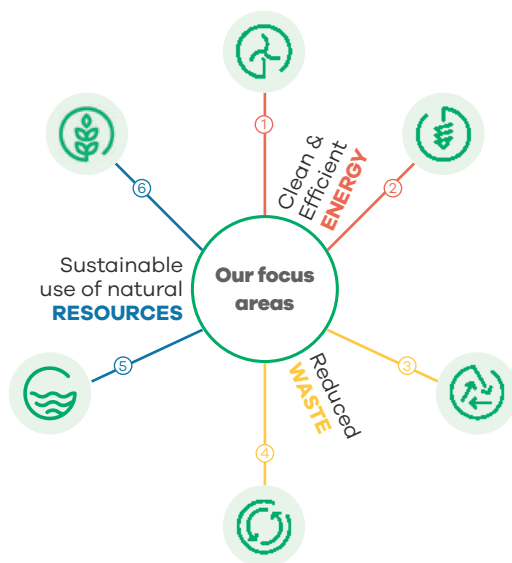 1
Clean &
Efficient
ENERGY
2
6
Sustainable
use of natural
RESOURCES
Our focus
areas
5
Reduced
WASTE
3
4